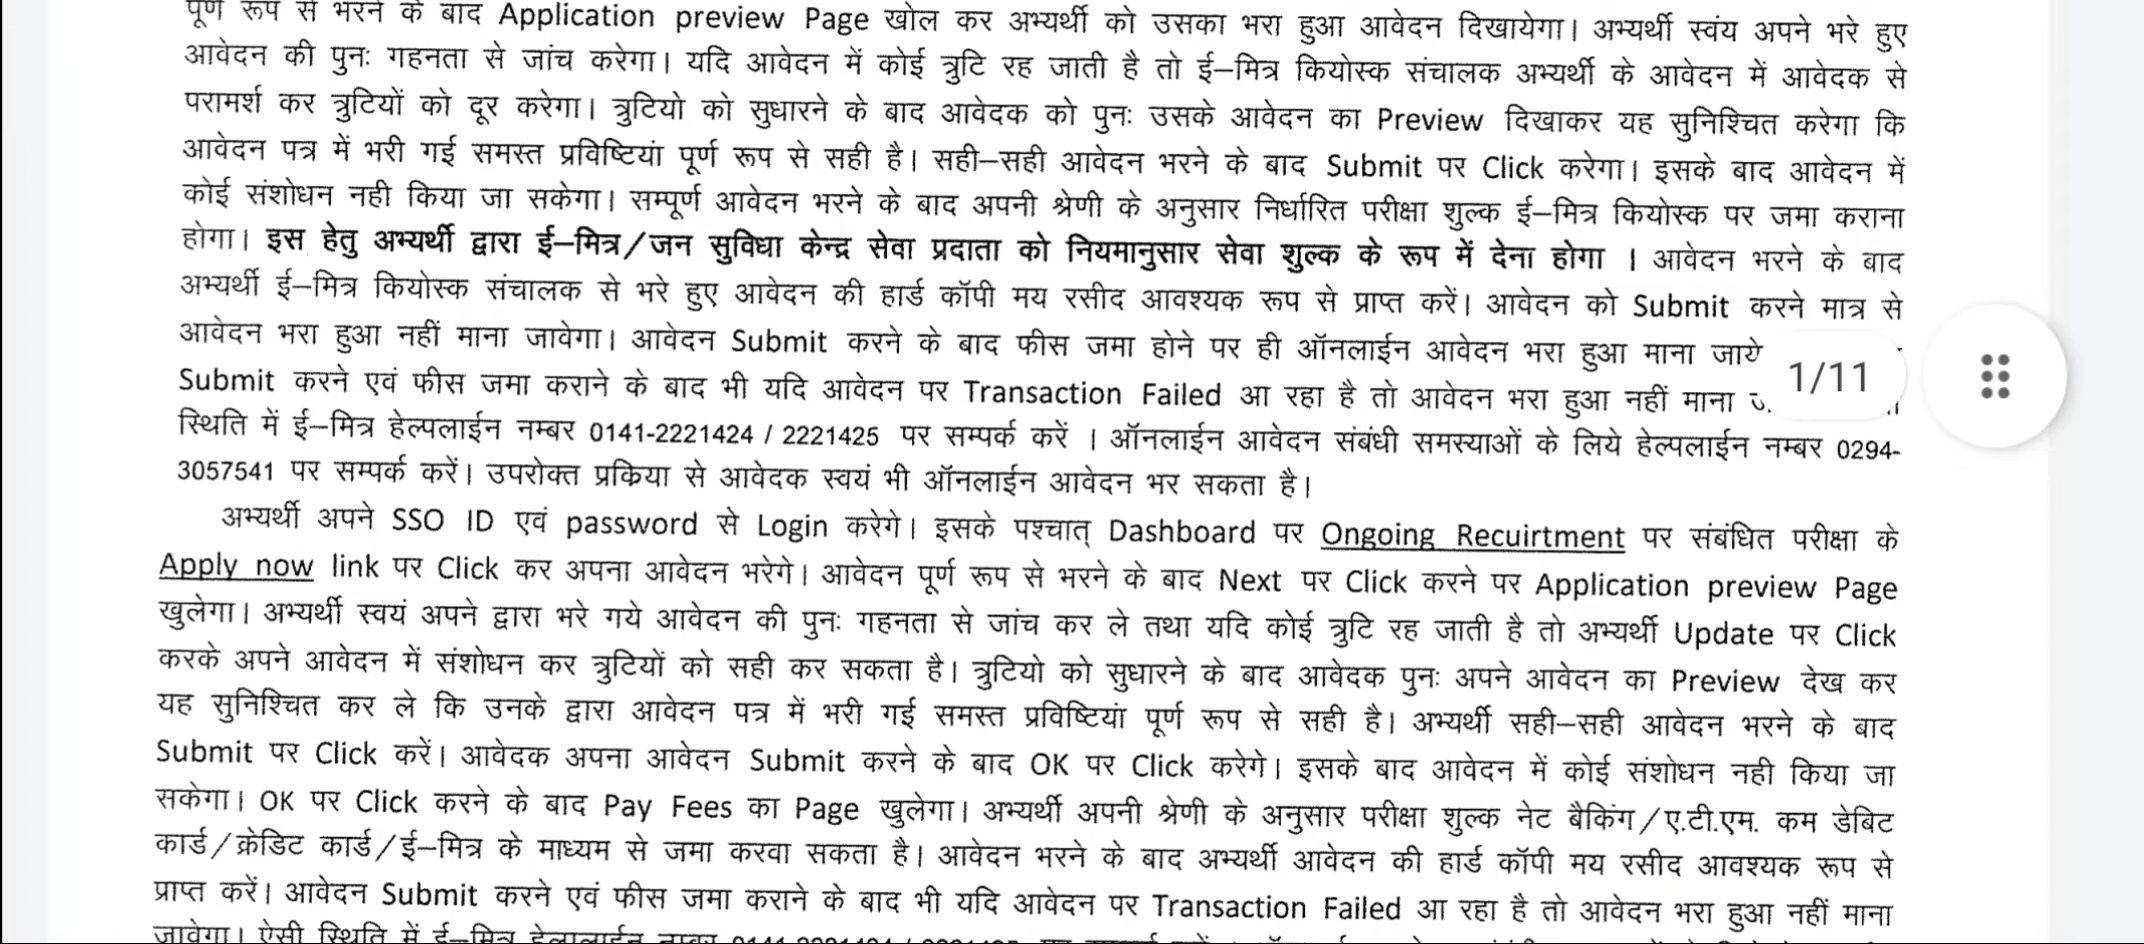 पूर्ण रूप से भरने के बाद Application preview Page खोल कर अभ्यर्थी को उसका भरा हुआ आवेदन दिखायेगा। अभ्यर्थी स्वंय अपने भरे हुए
आवेदन की पुनः गहनता से जांच करेगा। यदि आवेदन में कोई त्रुटि रह जाती है तो ई–मित्र कियोस्क संचालक अभ्यर्थी के आवेदन में आवेदक से
परामर्श कर त्रुटियों को दूर करेगा। त्रुटियो को सुधारने के बाद आवेदक को पुनः उसके आवेदन का Preview दिखाकर यह सुनिश्चित करेगा कि
आवेदन पत्र में भरी गई समस्त प्रविष्टियां पूर्ण रूप से सही है। सही–सही आवेदन भरने के बाद Submit पर Click करेगा। इसके बाद आवेदन में
कोई संशोधन नही किया जा सकेगा। सम्पूर्ण आवेदन भरने के बाद अपनी श्रेणी के अनुसार निर्धारित परीक्षा शुल्क ई–मित्र कियोस्क पर जमा कराना
होगा। इस हेतु अभ्यर्थी द्वारा ई–मित्र/जन सुविधा केन्द्र सेवा प्रदाता को नियमानुसार सेवा शुल्क के रूप में देना होगा । आवेदन भरने के बाद
अभ्यर्थी ई–मित्र कियोस्क संचालक से भरे हुए आवेदन की हार्ड कॉपी मय रसीद आवश्यक रूप से प्राप्त करें। आवेदन को Submit करने मात्र से
आवेदन भरा हुआ नहीं माना जावेगा। आवेदन Submit करने के बाद फीस जमा होने पर ही ऑनलाईन आवेदन भरा हुआ माना जाये
1/11
Submit करने एवं फीस जमा कराने के बाद भी यदि आवेदन पर Transaction Failed आ रहा है तो आवेदन भरा हुआ नहीं माना
स्थिति में ई–मित्र हेल्पलाईन नम्बर 0141-2221424 / 2221425 पर सम्पर्क करें । ऑनलाईन आवेदन संबंधी समस्याओं के लिये हेल्पलाईन नम्बर 0294-
3057541 पर सम्पर्क करें। उपरोक्त प्रकिया से आवेदक स्वयं भी ऑनलाईन आवेदन भर सकता है।
अभ्यर्थी अपने SSO ID एवं password से Login करेगे। इसके पश्चात् Dashboard पर Ongoing Recuirtment पर संबंधित परीक्षा के
Apply now link पर Click कर अपना आवेदन भरेगे। आवेदन पूर्ण रूप से भरने के बाद Next पर Click करने पर Application preview Page
खुलेगा। अभ्यर्थी स्वयं अपने द्वारा भरे गये आवेदन की पुनः गहनता से जांच कर ले तथा यदि कोई त्रुटि रह जाती है तो अभ्यर्थी Update पर Click
करके अपने आवेदन में संशोधन कर त्रुटियों को सही कर सकता है। त्रुटियो को सुधारने के बाद आवेदक पुनः अपने आवेदन का Preview देख कर
यह सुनिश्चित कर ले कि उनके द्वारा आवेदन पत्र में भरी गई समस्त प्रविष्टियां पूर्ण रूप से सही है। अभ्यर्थी सही–सही आवेदन भरने के बाद
Submit पर Click करें। आवेदक अपना आवेदन Submit करने के बाद OK पर Click करेगे। इसके बाद आवेदन में कोई संशोधन नही किया जा
सकेगा। OK पर Click करने के बाद Pay Fees का Page खुलेगा। अभ्यर्थी अपनी श्रेणी के अनुसार परीक्षा शुल्क नेट बैकिंग/ए.टी.एम. कम डेबिट
कार्ड/क्रेडिट कार्ड/ई–मित्र के माध्यम से जमा करवा सकता है। आवेदन भरने के बाद अभ्यर्थी आवेदन की हार्ड कॉपी मय रसीद आवश्यक रूप से
प्राप्त करें। आवेदन Submit करने एवं फीस जमा कराने के बाद भी यदि आवेदन पर Transaction Failed आ रहा है तो आवेदन भरा हुआ नहीं माना
जावेगा। ऐसी स्थिति में ई–मित्र हेल्पलाईन नम्बर